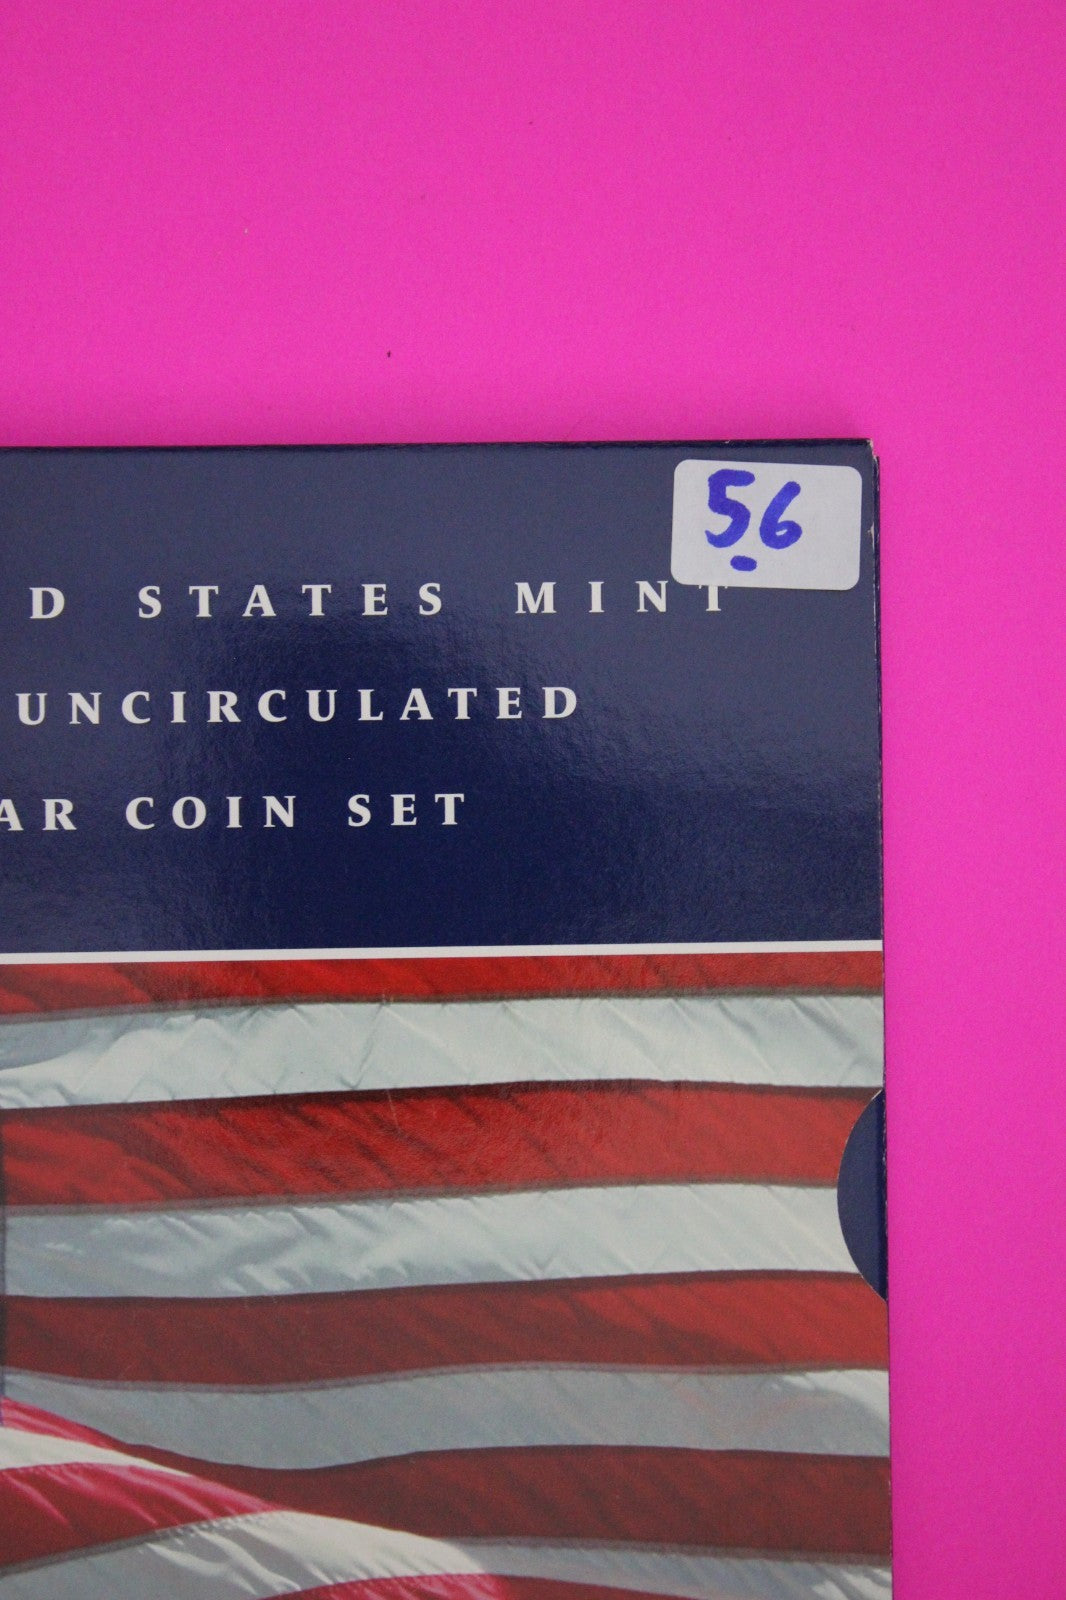 56
D STATES MINT
UNCIRCULATED
AR COIN SET